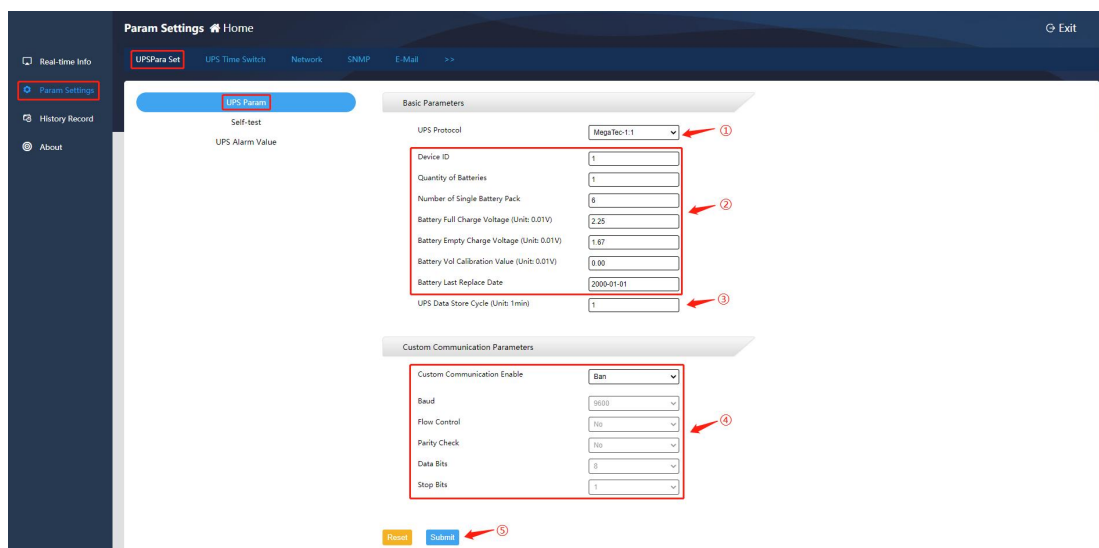 Param Settings Home
Exit
Real-time Info
Param Settings
History Record
About
UPSPara Set UPS Time Switch Network SNMP E-Mail >>
UPS Param
Self-test
UPS Alarm Value
Basic Parameters
UPS Protocol MegaTec-1:1 ①
Device ID 1
Quantity of Batteries 1
Number of Single Battery Pack 6 ②
Battery Full Charge Voltage (Unit: 0.01V) 2.25
Battery Empty Charge Voltage (Unit: 0.01V) 1.67
Battery Vol Calibration Value (Unit: 0.01V) 0.00
Battery Last Replace Date 2000-01-01
UPS Data Store Cycle (Unit: 1min) 1 ③
Custom Communication Parameters
Custom Communication Enable Ban
Baud 9600
Flow Control No ④
Parity Check No
Data Bits 8
Stop Bits 1
Reset Submit ⑤